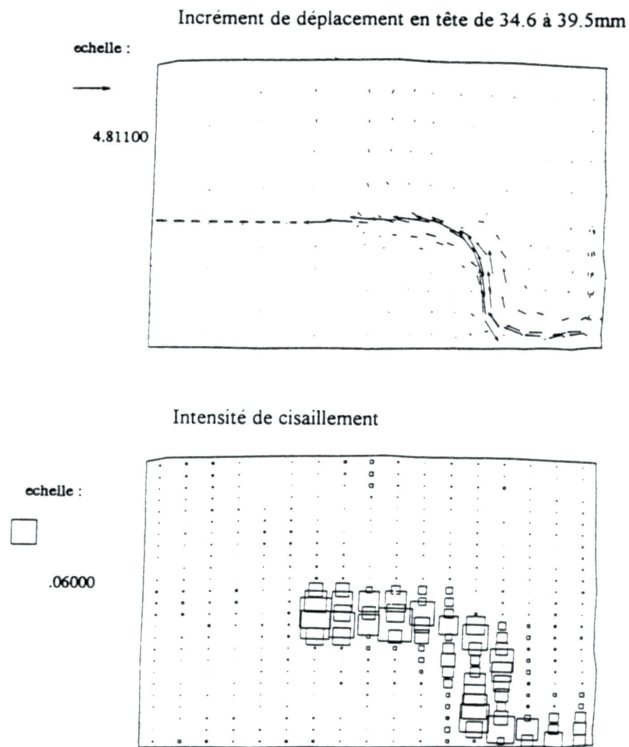 Incrément de déplacement en tête de 34.6 à 39.5mm
echelle :
4.81100
Intensité de cisaillement
echelle :
.06000